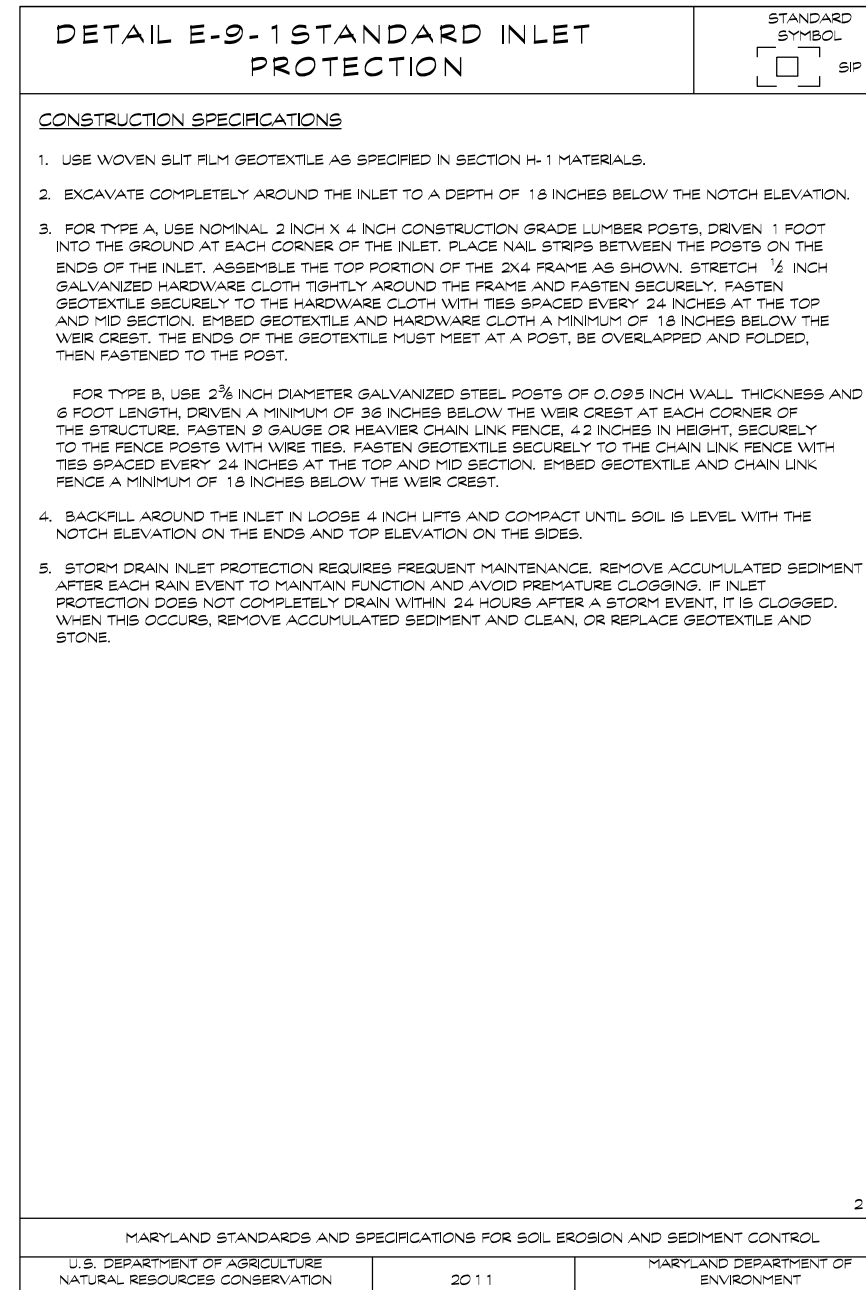 DETAIL E-9-1 STANDARD INLET
PROTECTION
STANDARD
SYMBOL
SIP
CONSTRUCTION SPECIFICATIONS
1. USE WOVEN SLIT FILM GEOTEXTILE AS SPECIFIED IN SECTION H-1 MATERIALS.
2. EXCAVATE COMPLETELY AROUND THE INLET TO A DEPTH OF 18 INCHES BELOW THE NOTCH ELEVATION.
3. FOR TYPE A, USE NOMINAL 2 INCH X 4 INCH CONSTRUCTION GRADE LUMBER POSTS, DRIVEN 1 FOOT
INTO THE GROUND AT EACH CORNER OF THE INLET. PLACE NAIL STRIPS BETWEEN THE POSTS ON THE
ENDS OF THE INLET. ASSEMBLE THE TOP PORTION OF THE 2X4 FRAME AS SHOWN. STRETCH ½ INCH
GALVANIZED HARDWARE CLOTH TIGHTLY AROUND THE FRAME AND FASTEN SECURELY. FASTEN
GEOTEXTILE SECURELY TO THE HARDWARE CLOTH WITH TIES SPACED EVERY 24 INCHES AT THE TOP
AND MID SECTION. EMBED GEOTEXTILE AND HARDWARE CLOTH A MINIMUM OF 18 INCHES BELOW THE
WEIR CREST. THE ENDS OF THE GEOTEXTILE MUST MEET AT A POST, BE OVERLAPPED AND FOLDED,
THEN FASTENED TO THE POST.
FOR TYPE B, USE 2⅜ INCH DIAMETER GALVANIZED STEEL POSTS OF 0.095 INCH WALL THICKNESS AND
6 FOOT LENGTH, DRIVEN A MINIMUM OF 36 INCHES BELOW THE WEIR CREST AT EACH CORNER OF
THE STRUCTURE. FASTEN 9 GAUGE OR HEAVIER CHAIN LINK FENCE, 42 INCHES IN HEIGHT, SECURELY
TO THE FENCE POSTS WITH WIRE TIES. FASTEN GEOTEXTILE SECURELY TO THE CHAIN LINK FENCE WITH
TIES SPACED EVERY 24 INCHES AT THE TOP AND MID SECTION. EMBED GEOTEXTILE AND CHAIN LINK
FENCE A MINIMUM OF 18 INCHES BELOW THE WEIR CREST.
4. BACKFILL AROUND THE INLET IN LOOSE 4 INCH LIFTS AND COMPACT UNTIL SOIL IS LEVEL WITH THE
NOTCH ELEVATION ON THE ENDS AND TOP ELEVATION ON THE SIDES.
5. STORM DRAIN INLET PROTECTION REQUIRES FREQUENT MAINTENANCE. REMOVE ACCUMULATED SEDIMENT
AFTER EACH RAIN EVENT TO MAINTAIN FUNCTION AND AVOID PREMATURE CLOGGING. IF INLET
PROTECTION DOES NOT COMPLETELY DRAIN WITHIN 24 HOURS AFTER A STORM EVENT, IT IS CLOGGED.
WHEN THIS OCCURS, REMOVE ACCUMULATED SEDIMENT AND CLEAN, OR REPLACE GEOTEXTILE AND
STONE.
2
MARYLAND STANDARDS AND SPECIFICATIONS FOR SOIL EROSION AND SEDIMENT CONTROL
U.S. DEPARTMENT OF AGRICULTURE
NATURAL RESOURCES CONSERVATION
2011
MARYLAND DEPARTMENT OF
ENVIRONMENT